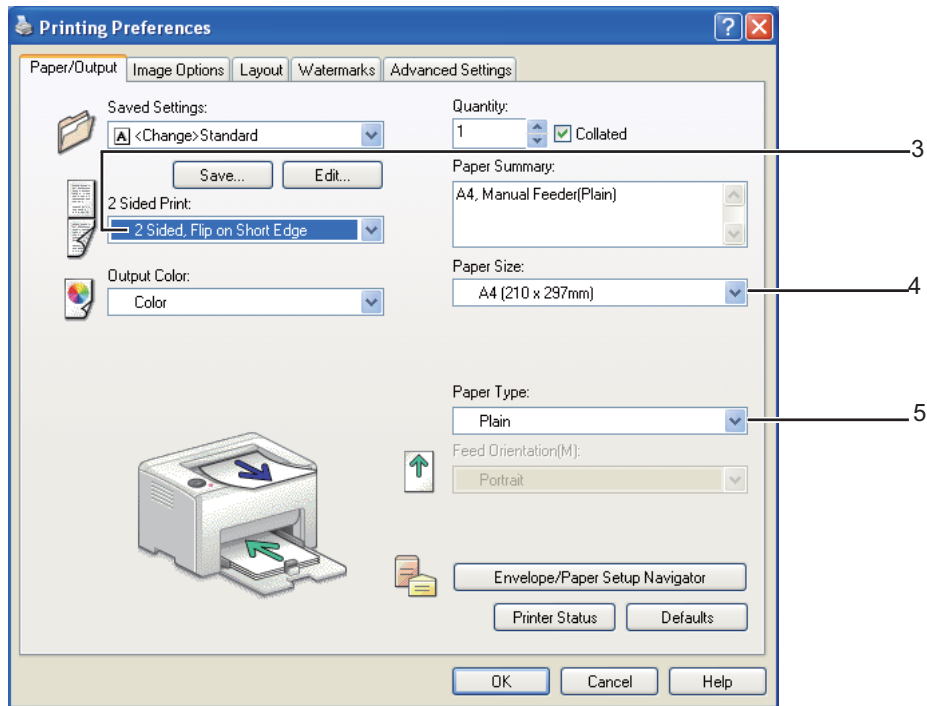 Printing Preferences
Paper/Output
Image Options
Layout
Watermarks
Advanced Settings
Saved Settings:
A <Change>Standard
Save...
Edit...
2 Sided Print:
2 Sided, Flip on Short Edge
Output Color:
Color
Quantity:
1
Collated
Paper Summary:
A4, Manual Feeder(Plain)
Paper Size:
A4 (210 x 297mm)
Paper Type:
Plain
Feed Orientation(M):
Portrait
Envelope/Paper Setup Navigator
Printer Status
Defaults
OK
Cancel
Help
3
4
5